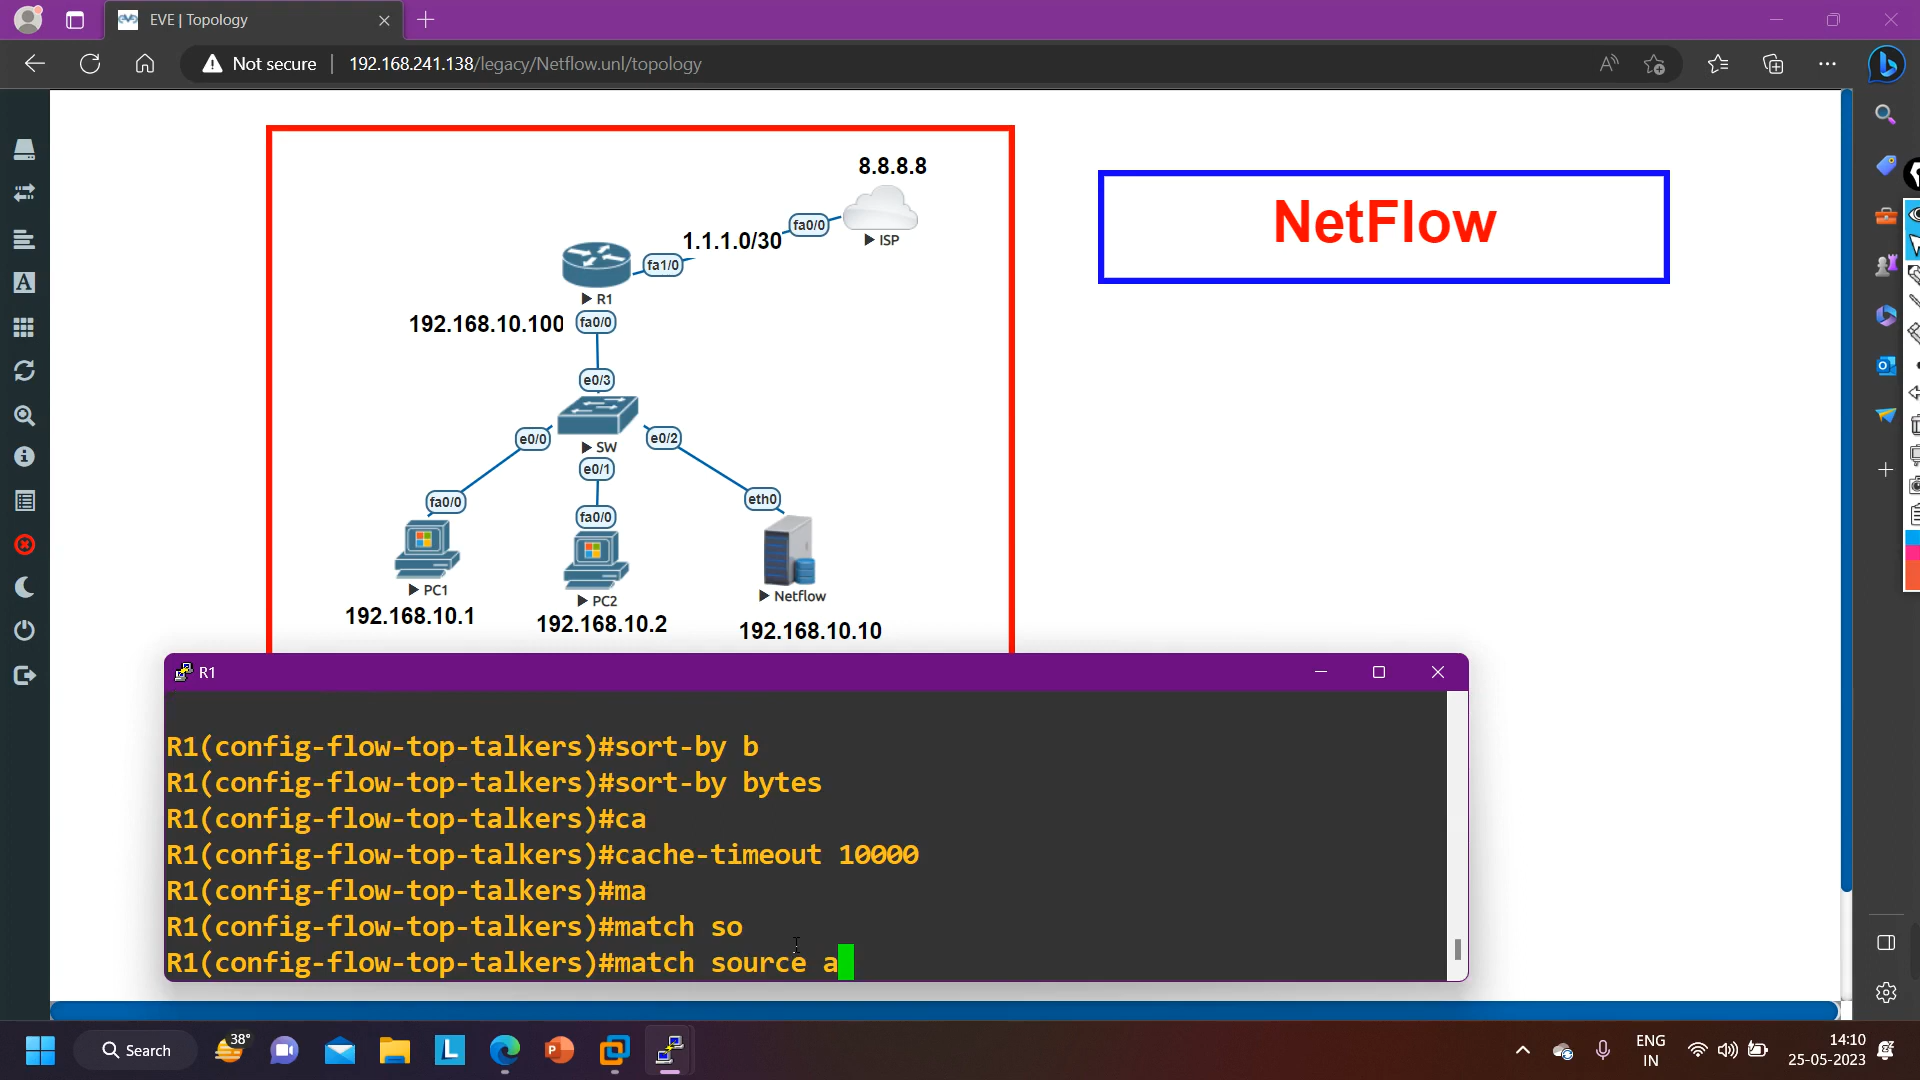 EVE | Topology
Not secure
192.168.241.138/legacy/Netflow.unl/topology
8.8.8.8
fa0/0
1.1.1.0/30
ISP
fa1/0
R1
192.168.10.100
fa0/0
e0/3
e0/0
SW
e0/2
e0/1
fa0/0
fa0/0
eth0
PC1
PC2
Netflow
192.168.10.1
192.168.10.2
192.168.10.10
NetFlow
R1
R1(config-flow-top-talkers)#sort-by b
R1(config-flow-top-talkers)#sort-by bytes
R1(config-flow-top-talkers)#ca
R1(config-flow-top-talkers)#cache-timeout 10000
R1(config-flow-top-talkers)#ma
R1(config-flow-top-talkers)#match so
R1(config-flow-top-talkers)#match source a
Search
38°
ENG
IN
14:10
25-05-2023